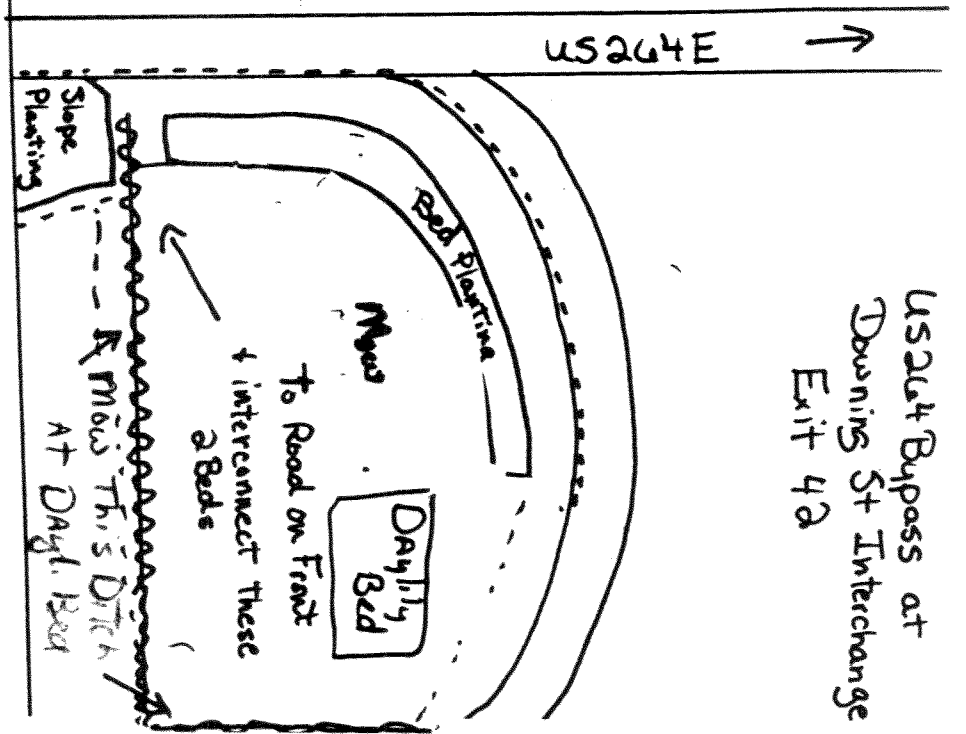 US264E
US264 Bypass at
Downing St Interchange
Exit 42
Slope
Planting
Bed Planting
Mow
to Road on Front
+ interconnect These
2 Beds
DAylily
Bed
Mow This Ditch
AT DAyl. Bed